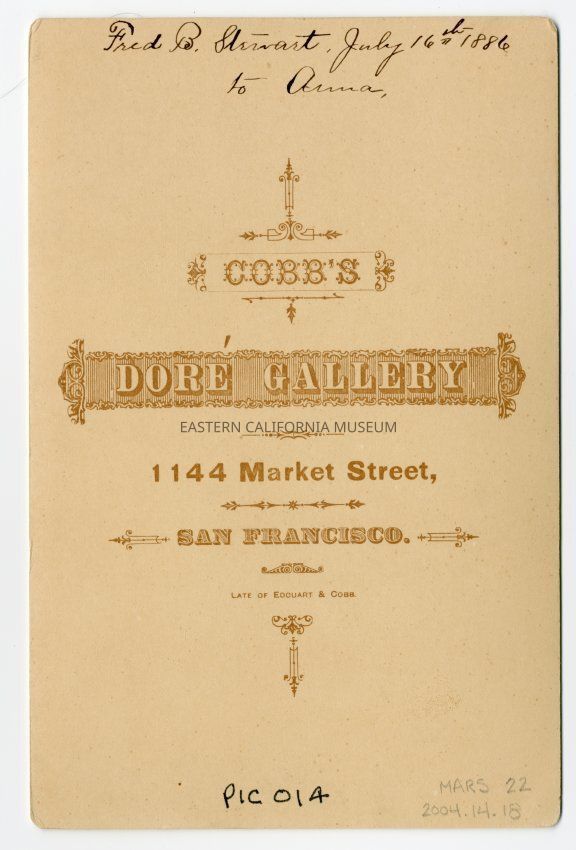 Fred B. Stewart. July 16th 1886
to Anna,
COBB'S
DORÉ GALLERY
EASTERN CALIFORNIA MUSEUM
1144 Market Street,
SAN FRANCISCO.
LATE OF EDOUART & COBB.
PIC 014
MARS 22
2004.14.18